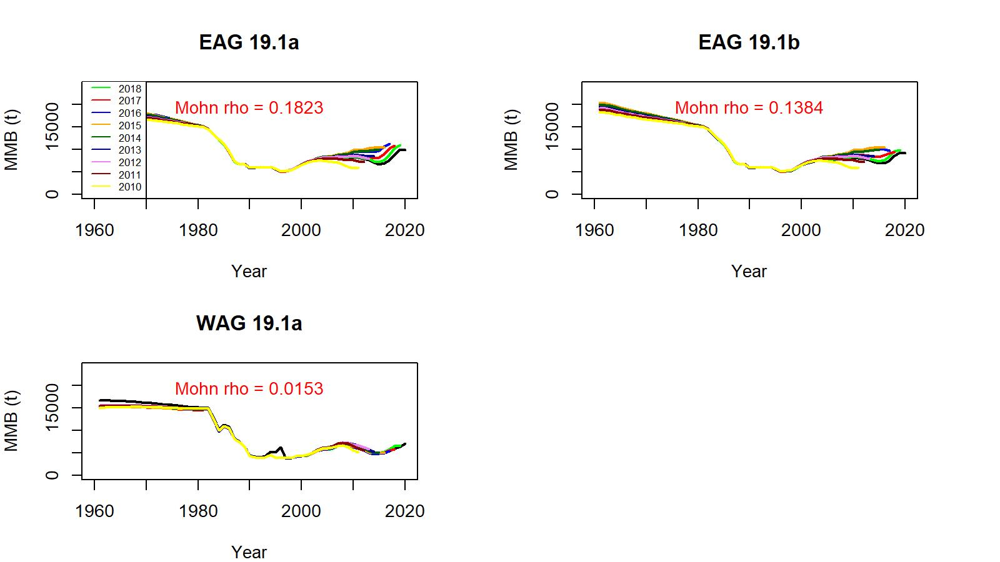 EAG 19.1a
Mohn rho = 0.1823
2018
2017
2016
2015
2014
2013
2012
2011
2010
MMB (t)
0 15000
1960 1980 2000 2020
Year
EAG 19.1b
Mohn rho = 0.1384
MMB (t)
0 15000
1960 1980 2000 2020
Year
WAG 19.1a
Mohn rho = 0.0153
MMB (t)
0 15000
1960 1980 2000 2020
Year